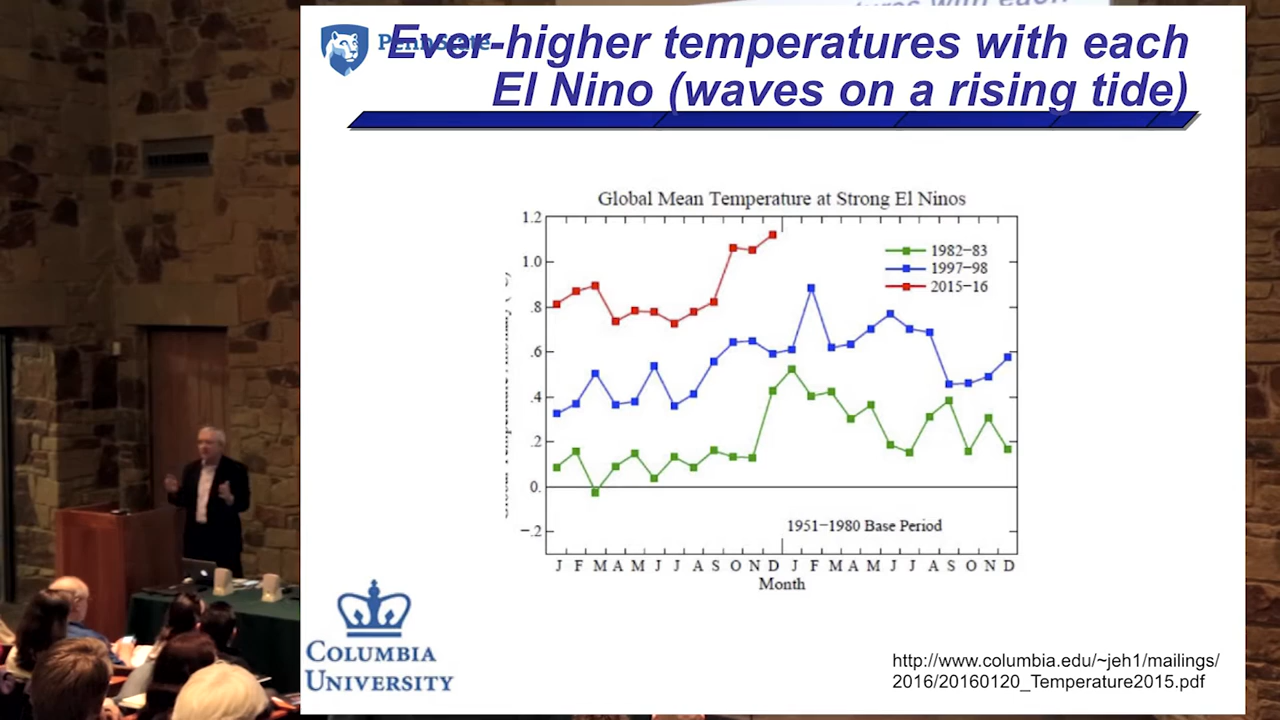 PennState
Ever-higher temperatures with each
El Nino (waves on a rising tide)
Global Mean Temperature at Strong El Ninos
1.2
1.0
.8
.6
.4
.2
0.
−.2
1982−83
1997−98
2015−16
1951−1980 Base Period
J F M A M J J A S O N D J F M A M J J A S O N D
Month
COLUMBIA
UNIVERSITY
http://www.columbia.edu/~jeh1/mailings/
2016/20160120_Temperature2015.pdf